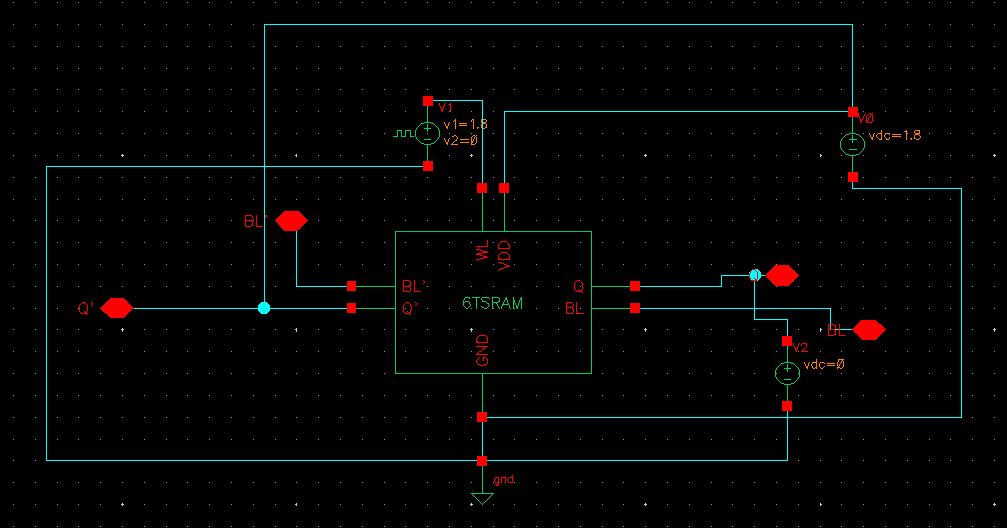 V1
v1=1.8
v2=0
V0
vdc=1.8
BL'
WL
VDD
BL'
Q
Q'
6TSRAM
Q'
BL
BL
GND
V2
vdc=0
gnd